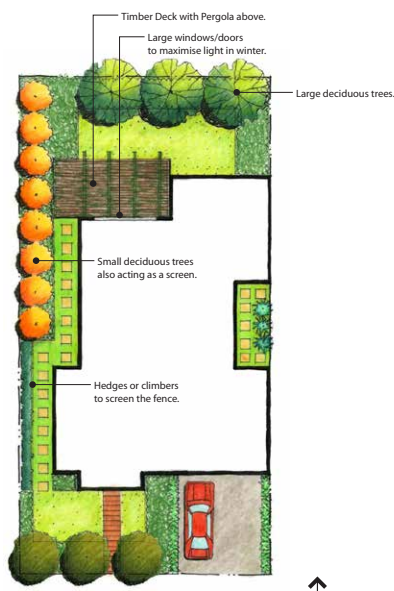 Timber Deck with Pergola above.
Large windows/doors
to maximise light in winter.
Large deciduous trees.
Small deciduous trees
also acting as a screen.
Hedges or climbers
to screen the fence.